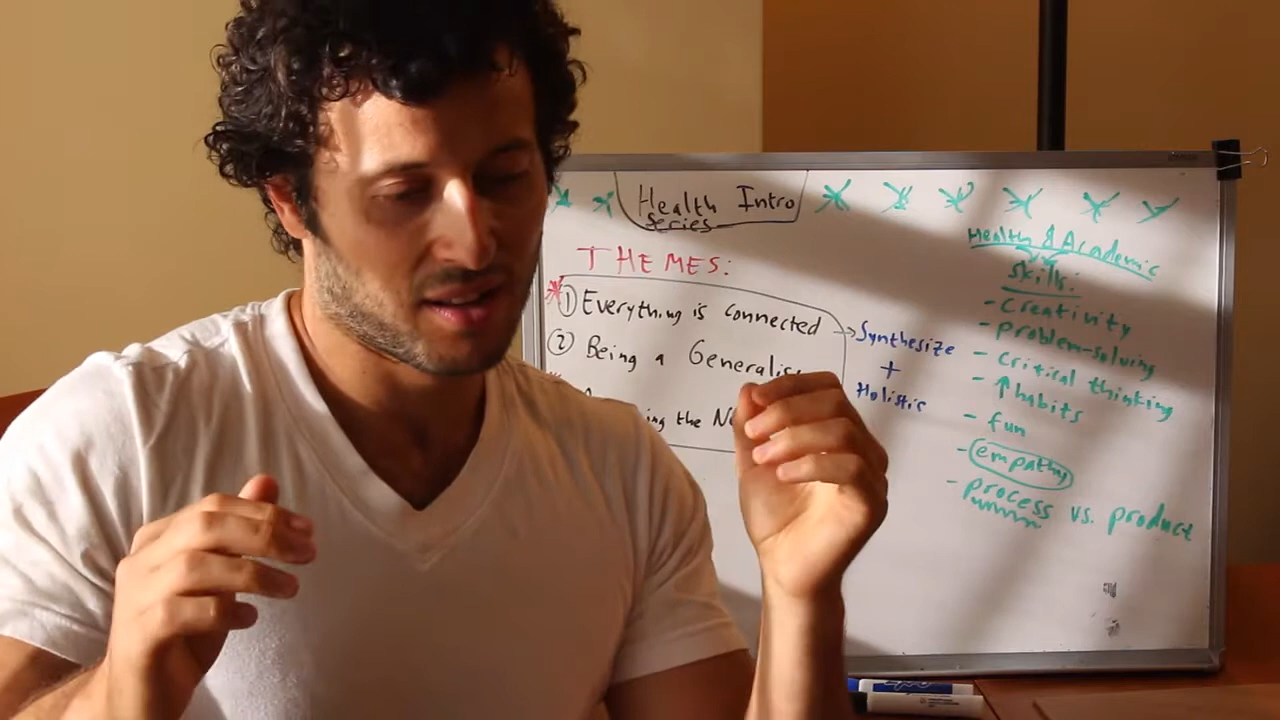 Health Intro
series
THEMES:
① Everything is connected
② Being a Generalis
ing the N
→ Synthesize
+
Holistic
Health & Academic
skills:
- Creativity
- problem-solving
- critical thinking
- ↑ habits
- fun
- empathy
- process vs. product